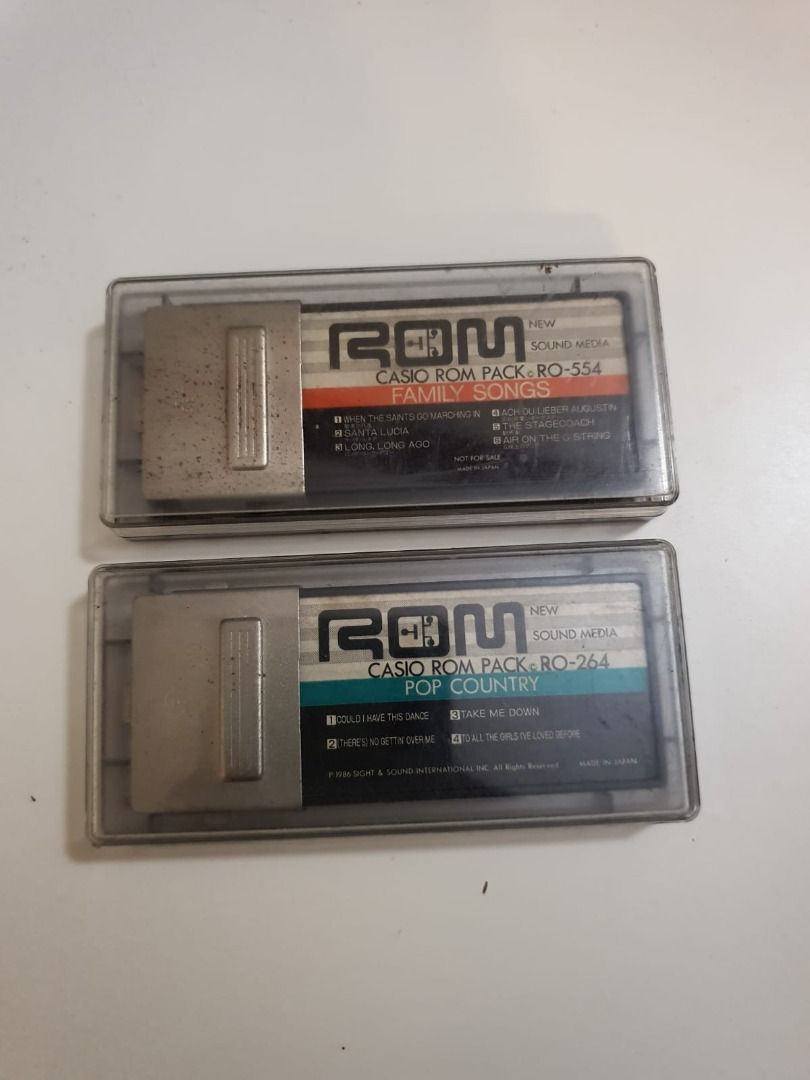 ROM NEW
SOUND MEDIA
CASIO ROM PACK © RO-554
FAMILY SONGS
1 WHEN THE SAINTS GO MARCHING IN
2 SANTA LUCIA
3 LONG, LONG AGO
4 ACH DU LIEBER AUGUSTIN
5 THE STAGECOACH
6 AIR ON THE G STRING
NOT FOR SALE
MADE IN JAPAN
ROM NEW
SOUND MEDIA
CASIO ROM PACK © RO-264
POP COUNTRY
1 COULD I HAVE THIS DANCE
2 (THERE'S) NO GETTIN' OVER ME
3 TAKE ME DOWN
4 TO ALL THE GIRLS I'VE LOVED BEFORE
P 1986 SIGHT & SOUND INTERNATIONAL INC. All Rights Reserved MADE IN JAPAN